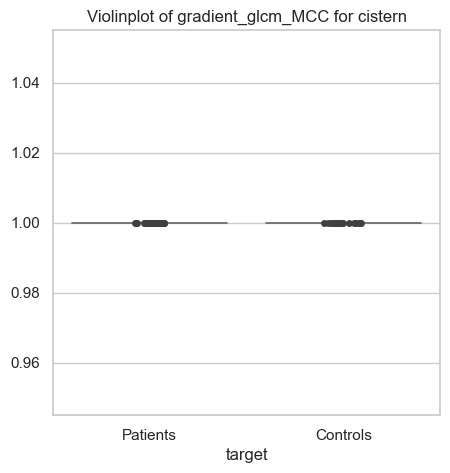 Violinplot of gradient_glcm_MCC for cistern
1.04
1.02
1.00
0.98
0.96
Patients Controls
target